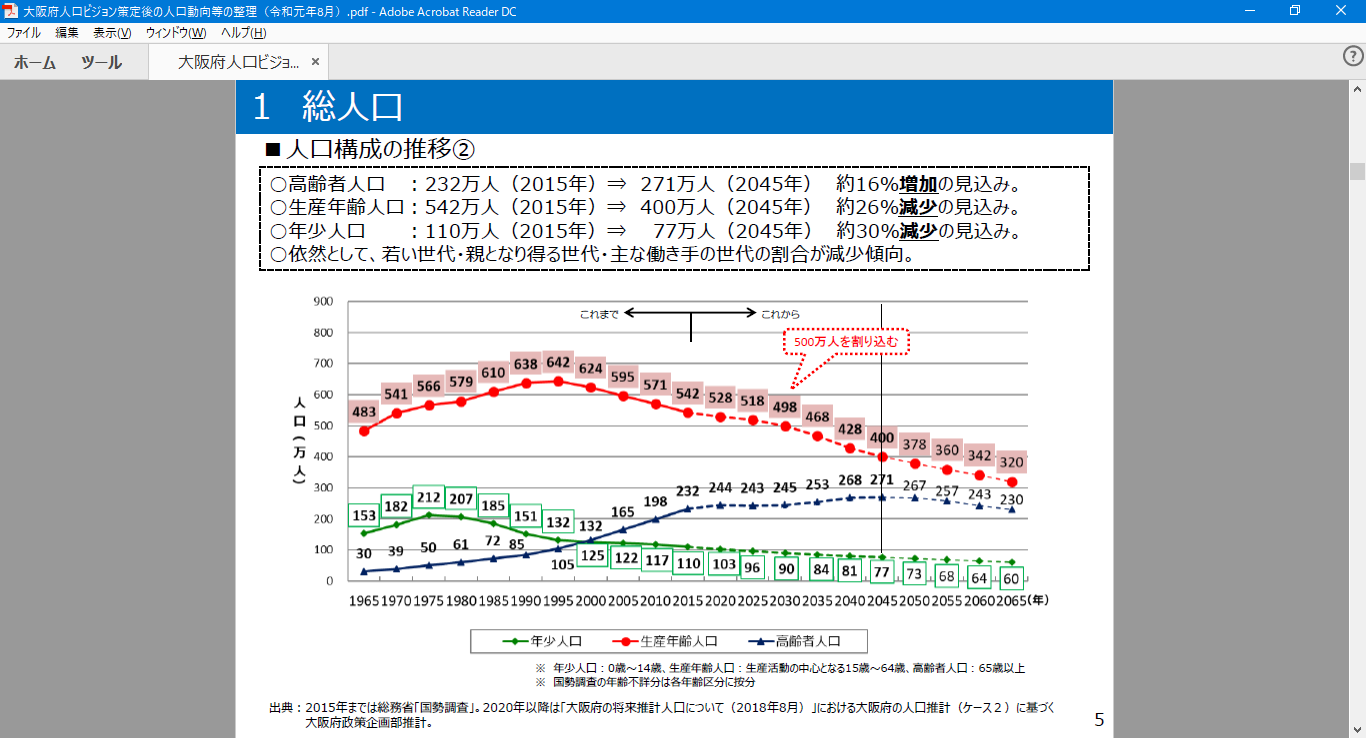 大阪府人口ビジョン策定後の人口動向等の整理（令和元年8月）.pdf - Adobe Acrobat Reader DC
ファイル 編集 表示(V) ウィンドウ(W) ヘルプ(H)
ホーム ツール 大阪府人口ビジョ... ×
1 総人口
■人口構成の推移②
○高齢者人口 ：232万人（2015年）⇒ 271万人（2045年） 約16%増加の見込み。
○生産年齢人口：542万人（2015年）⇒ 400万人（2045年） 約26%減少の見込み。
○年少人口 ：110万人（2015年）⇒ 77万人（2045年） 約30%減少の見込み。
○依然として、若い世代・親となり得る世代・主な働き手の世代の割合が減少傾向。
人口（万人）
900
800
700
600
500
400
300
200
100
0
これまで これから
500万人を割り込む
483 541 566 579 610 638 642 624 595 571 542 528 518 498 468 428 400 378 360 342 320
153 182 212 207 185 151 132 125 122 117 110 103 96 90 84 81 77 73 68 64 60
30 39 50 61 72 85 105 132 165 198 232 244 243 245 253 268 271 267 257 243 230
1965 1970 1975 1980 1985 1990 1995 2000 2005 2010 2015 2020 2025 2030 2035 2040 2045 2050 2055 2060 2065 (年)
年少人口 生産年齢人口 高齢者人口
※ 年少人口：0歳～14歳、生産年齢人口：生産活動の中心となる15歳～64歳、高齢者人口：65歳以上
※ 国勢調査の年齢不詳分は各年齢区分に按分
出典：2015年までは総務省「国勢調査」。2020年以降は「大阪府の将来推計人口について（2018年8月）」における大阪府の人口推計（ケース２）に基づく
大阪府政策企画部推計。
5